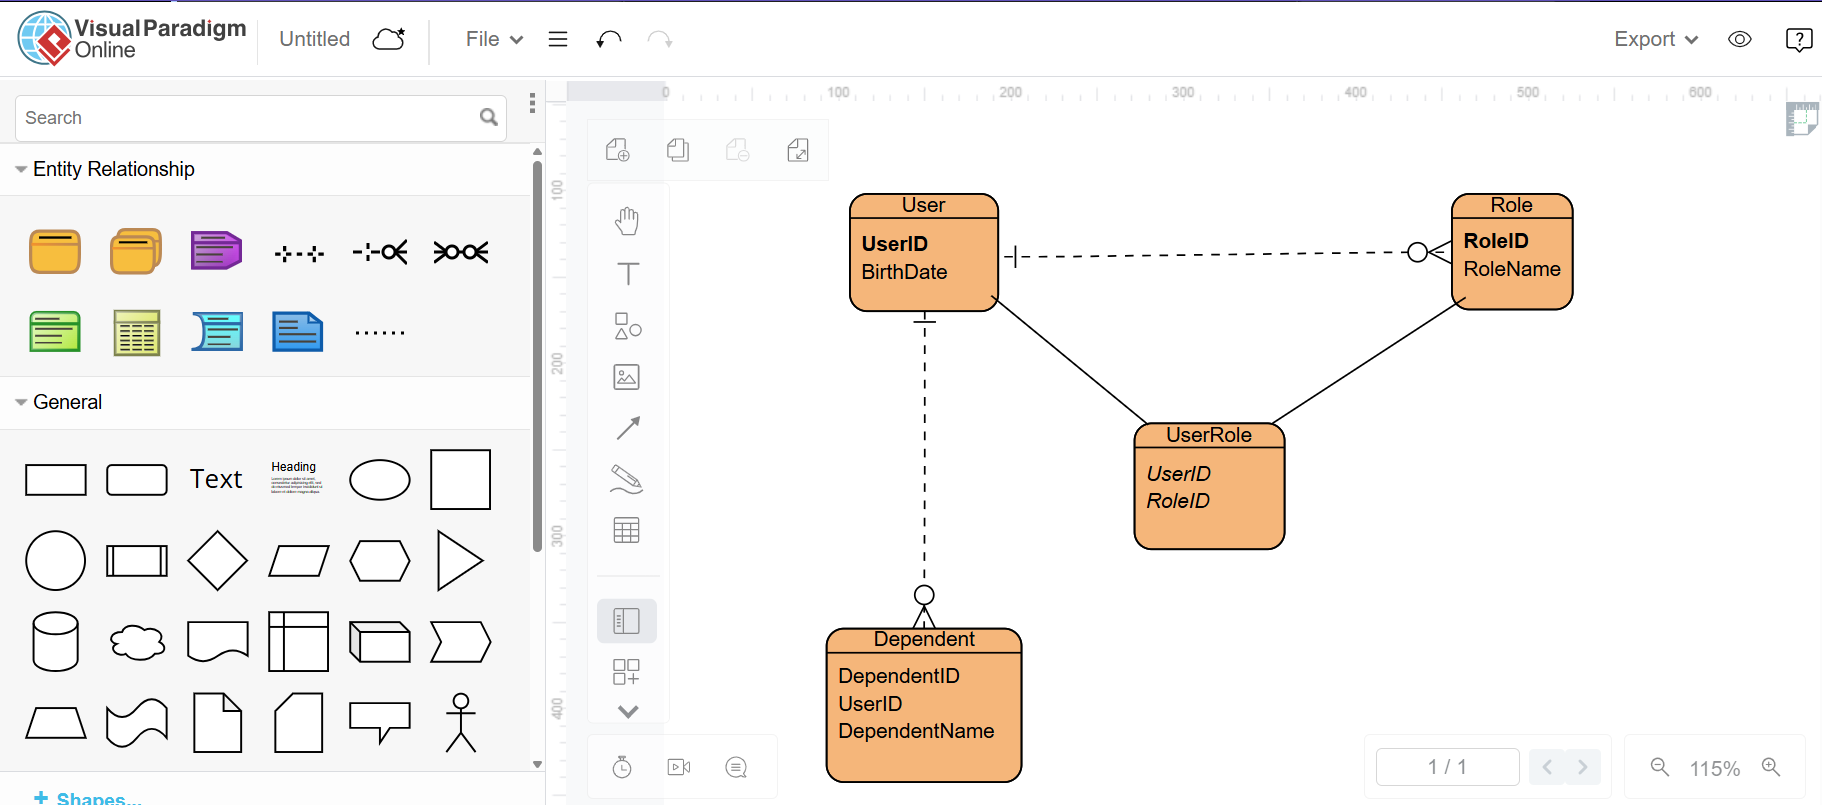 Visual Paradigm
Online
Untitled
File
Export
Search
Entity Relationship
General
Text
Heading
Shapes...
0
100
200
300
400
500
600
100
200
300
400
User
UserID
BirthDate
Role
RoleID
RoleName
UserRole
UserID
RoleID
Dependent
DependentID
UserID
DependentName
1 / 1
115%